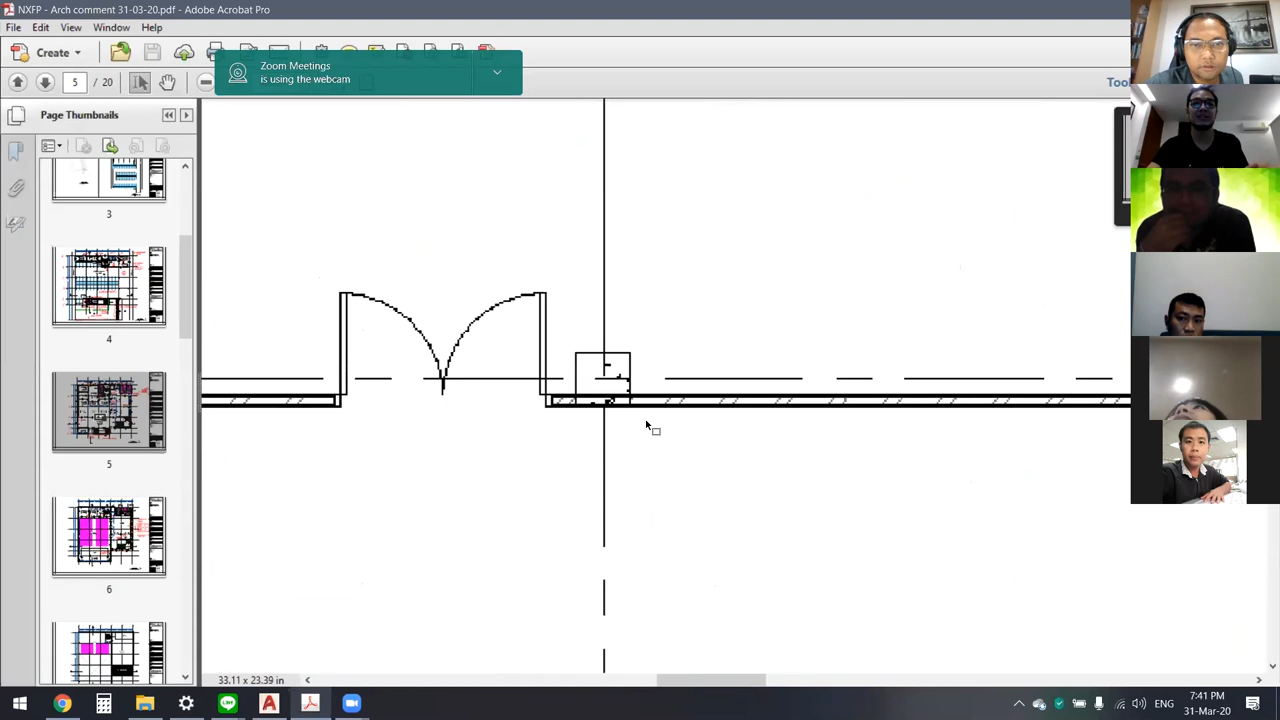 NXFP - Arch comment 31-03-20.pdf - Adobe Acrobat Pro
File Edit View Window Help
Create
Zoom Meetings
is using the webcam
5 / 20
Page Thumbnails
3
4
5
6
33.11 x 23.39 in
ENG
7:41 PM
31-Mar-20